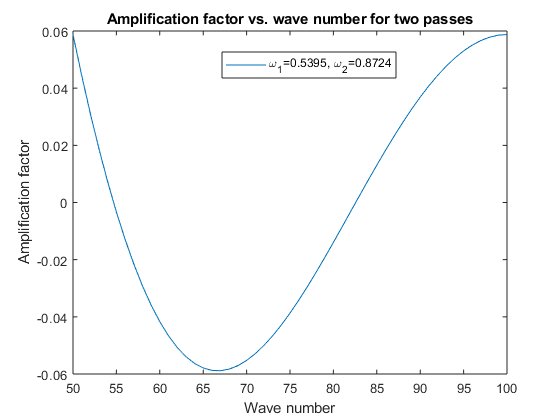 Amplification factor vs. wave number for two passes
ω1=0.5395, ω2=0.8724
Amplification factor
0.06
0.04
0.02
0
-0.02
-0.04
-0.06
50 55 60 65 70 75 80 85 90 95 100
Wave number